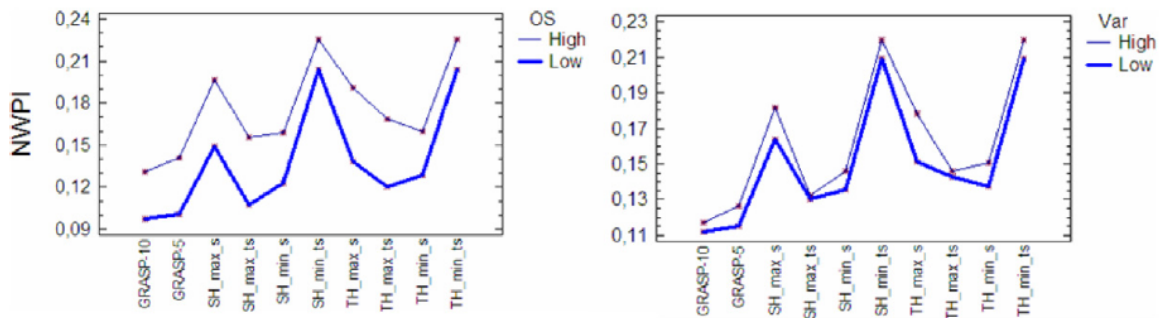 NWPI
0,24
0,21
0,18
0,15
0,12
0,09
GRASP-10
GRASP-5
SH_max_s
SH_max_ts
SH_min_s
SH_min_ts
TH_max_s
TH_max_ts
TH_min_s
TH_min_ts
OS
High
Low
0,23
0,21
0,19
0,17
0,15
0,13
0,11
GRASP-10
GRASP-5
SH_max_s
SH_max_ts
SH_min_s
SH_min_ts
TH_max_s
TH_max_ts
TH_min_s
TH_min_ts
Var
High
Low